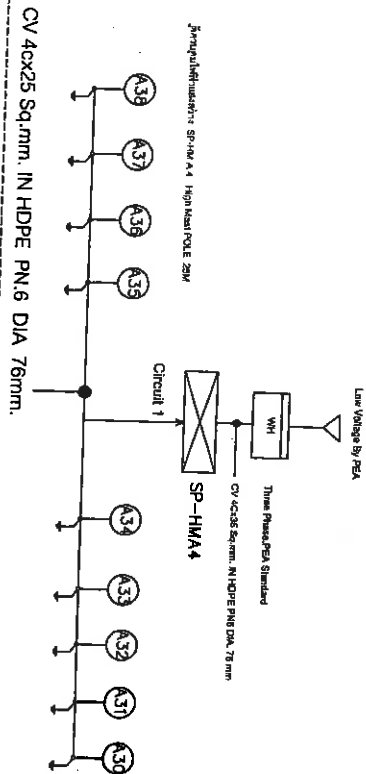 Low Voltage By PEA
WH
Three Phase,PEA Standard
CV 4Cx35 Sq.mm. IN HDPE PN6 DIA. 75 mm
SP-HMA4
Circuit 1
SP-HM A.4 High Mast POLE 25M
A38
A37
A36
A35
A34
A33
A32
A31
A30
CV 4cx25 Sq.mm. IN HDPE PN.6 DIA 76mm.